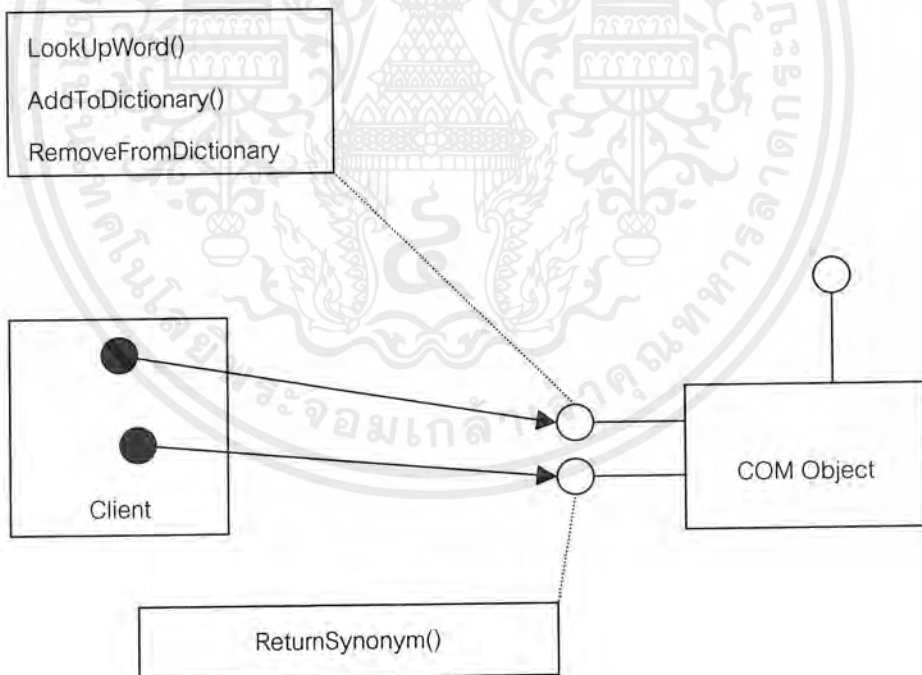 LookUpWord()
AddToDictionary()
RemoveFromDictionary
Client
COM Object
ReturnSynonym()